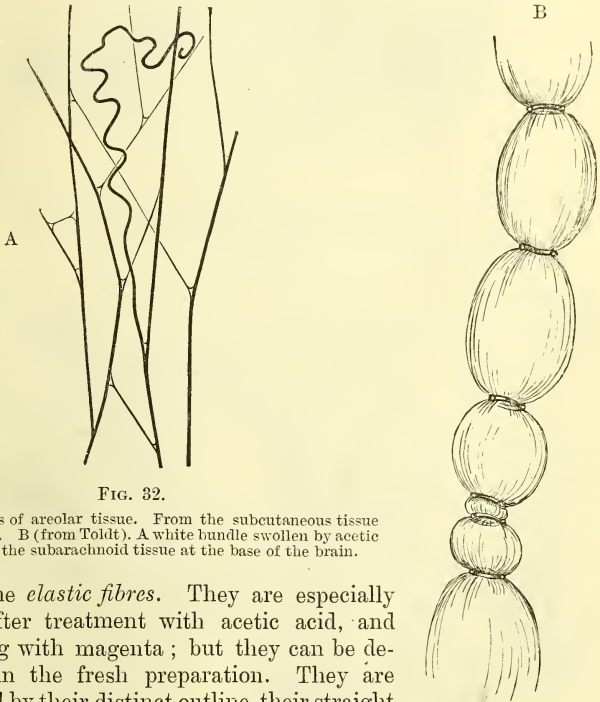 B
A
FIG. 32.
of areolar tissue. From the subcutaneous tissue
B (from Toldt). A white bundle swollen by acetic
the subarachnoid tissue at the base of the brain.
elastic fibres. They are especially
treatment with acetic acid, and
with magenta ; but they can be de-
the fresh preparation. They are
by their distinct outline, their straight